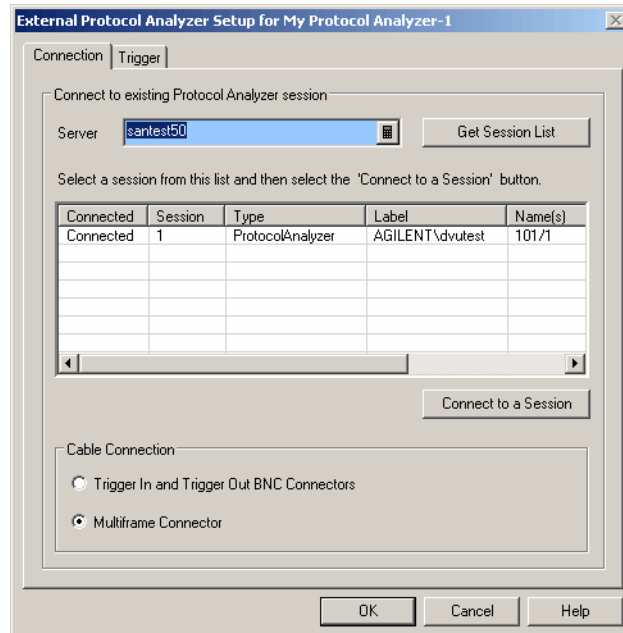 External Protocol Analyzer Setup for My Protocol Analyzer-1
Connection Trigger
Connect to existing Protocol Analyzer session
Server santest50 Get Session List
Select a session from this list and then select the 'Connect to a Session' button.
Connected Session Type Label Name(s)
Connected 1 ProtocolAnalyzer AGILENT\dvutest 101/1
Connect to a Session
Cable Connection
Trigger In and Trigger Out BNC Connectors
Multiframe Connector
OK Cancel Help